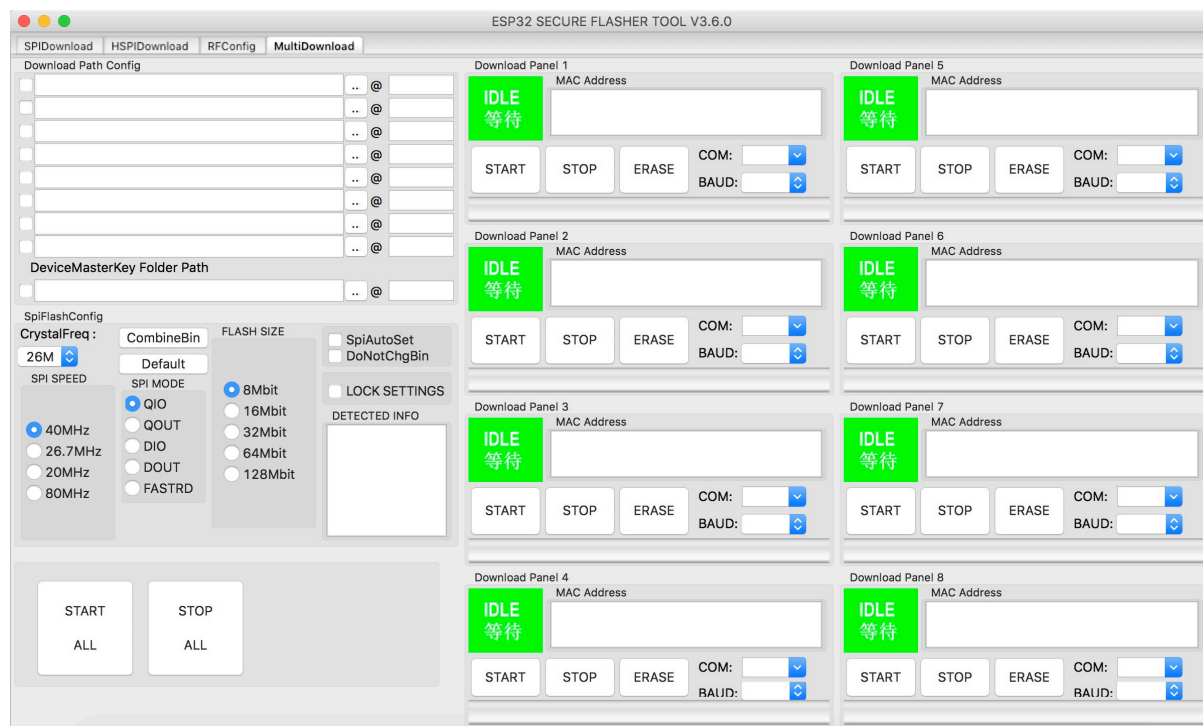 ESP32 SECURE FLASHER TOOL V3.6.0
SPIDownload HSPIDownload RFConfig MultiDownload
Download Path Config
.. @
.. @
.. @
.. @
.. @
.. @
.. @
.. @
DeviceMasterKey Folder Path
.. @
SpiFlashConfig
CrystalFreq :
26M
CombineBin
Default
SPI SPEED
40MHz
26.7MHz
20MHz
80MHz
SPI MODE
QIO
QOUT
DIO
DOUT
FASTRD
FLASH SIZE
8Mbit
16Mbit
32Mbit
64Mbit
128Mbit
SpiAutoSet
DoNotChgBin
LOCK SETTINGS
DETECTED INFO
START
ALL
STOP
ALL
Download Panel 1
IDLE
等待
MAC Address
START STOP ERASE
COM:
BAUD:
Download Panel 2
IDLE
等待
MAC Address
START STOP ERASE
COM:
BAUD:
Download Panel 3
IDLE
等待
MAC Address
START STOP ERASE
COM:
BAUD:
Download Panel 4
IDLE
等待
MAC Address
START STOP ERASE
COM:
BAUD:
Download Panel 5
IDLE
等待
MAC Address
START STOP ERASE
COM:
BAUD:
Download Panel 6
IDLE
等待
MAC Address
START STOP ERASE
COM:
BAUD:
Download Panel 7
IDLE
等待
MAC Address
START STOP ERASE
COM:
BAUD:
Download Panel 8
IDLE
等待
MAC Address
START STOP ERASE
COM:
BAUD: